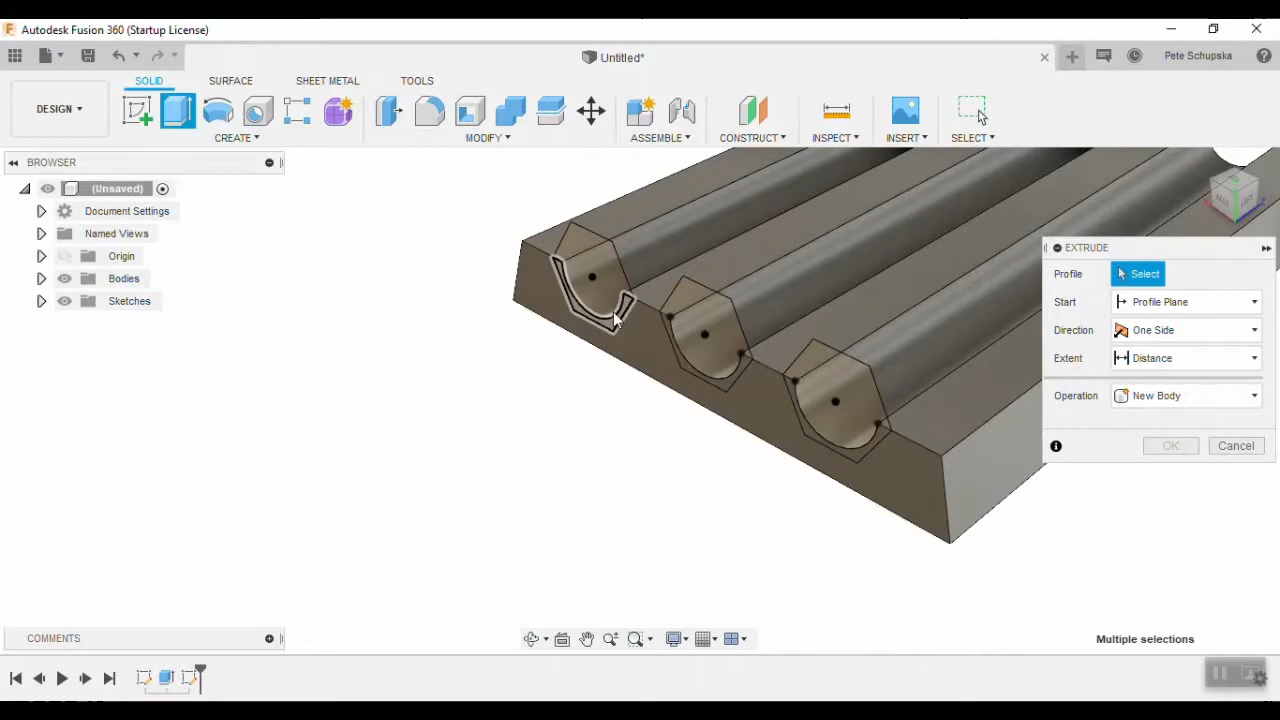 Autodesk Fusion 360 (Startup License)
Untitled*
Pete Schupska
SOLID SURFACE SHEET METAL TOOLS
DESIGN
CREATE MODIFY ASSEMBLE CONSTRUCT INSPECT INSERT SELECT
BROWSER
(Unsaved)
Document Settings
Named Views
Origin
Bodies
Sketches
EXTRUDE
Profile Select
Start Profile Plane
Direction One Side
Extent Distance
Operation New Body
OK Cancel
COMMENTS
Multiple selections